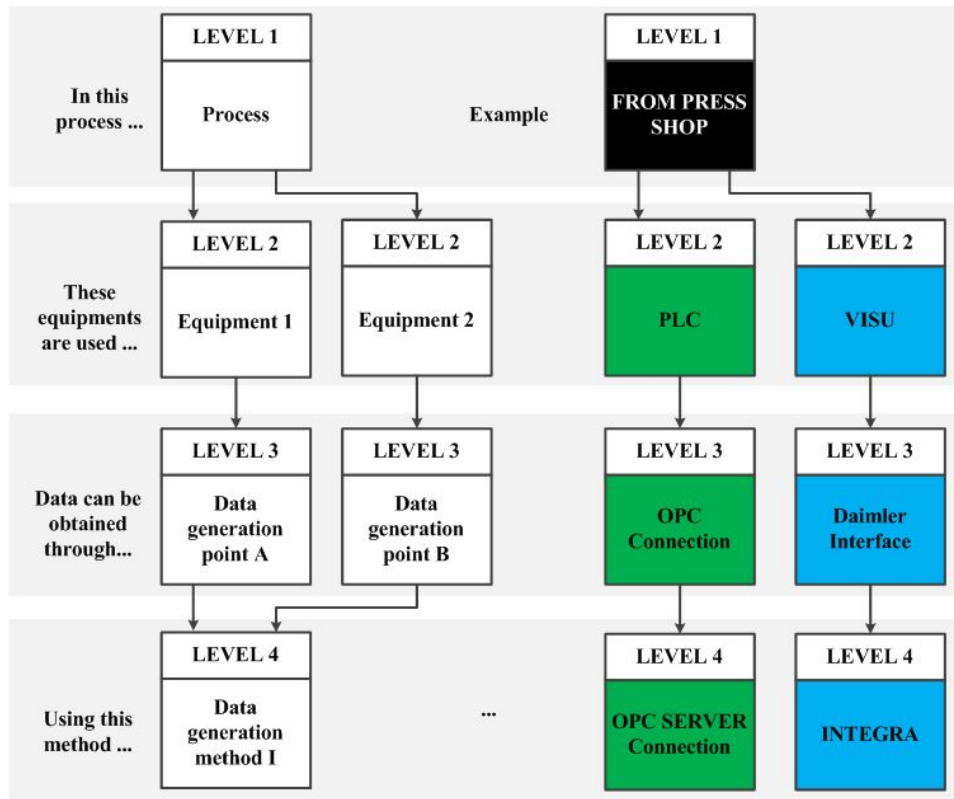 LEVEL 1
LEVEL 1
In this
process ...
Process
Example
FROM PRESS
SHOP
LEVEL 2
LEVEL 2
LEVEL 2
LEVEL 2
These
equipments
are used ...
Equipment 1
Equipment 2
PLC
VISU
LEVEL 3
LEVEL 3
LEVEL 3
LEVEL 3
Data can be
obtained
through...
Data
generation
point A
Data
generation
point B
OPC
Connection
Daimler
Interface
LEVEL 4
LEVEL 4
LEVEL 4
Using this
method ...
Data
generation
method I
...
OPC SERVER
Connection
INTEGRA